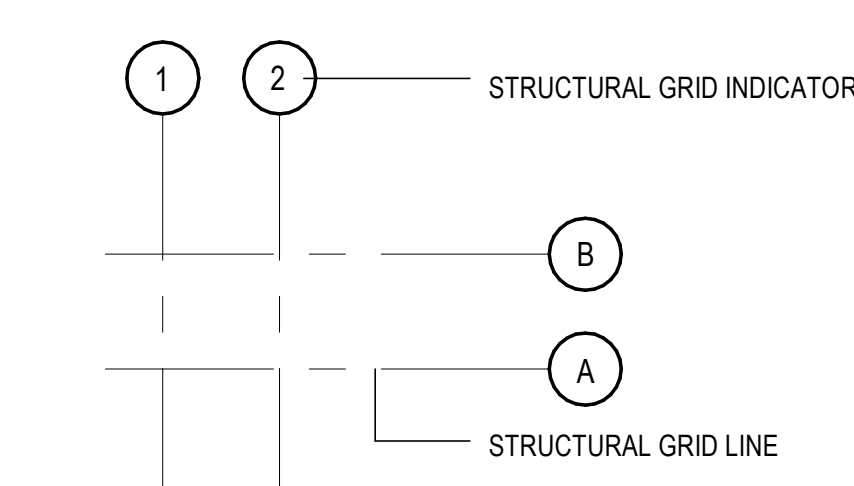 1 2 STRUCTURAL GRID INDICATOR
B
A
STRUCTURAL GRID LINE